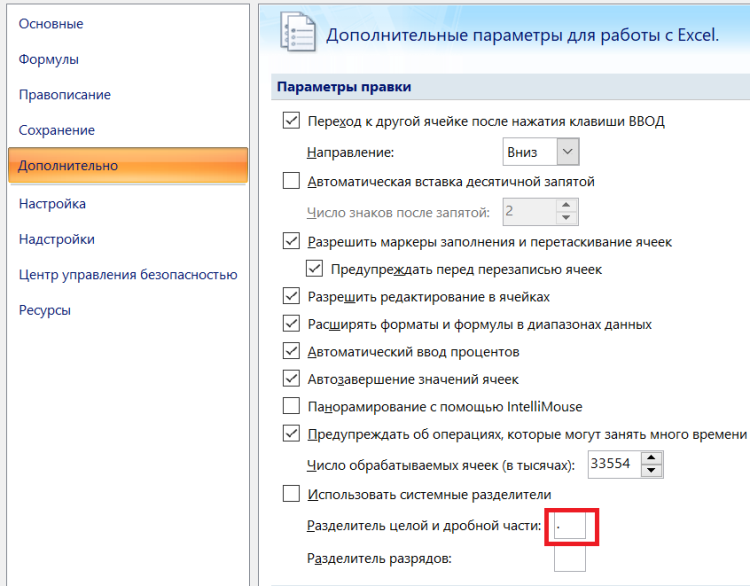 Основные
Формулы
Правописание
Сохранение
Дополнительно
Настройка
Надстройки
Центр управления безопасностью
Ресурсы
Дополнительные параметры для работы с Excel.
Параметры правки
Переход к другой ячейке после нажатия клавиши ВВОД
Направление: Вниз
Автоматическая вставка десятичной запятой
Число знаков после запятой: 2
Разрешить маркеры заполнения и перетаскивание ячеек
Предупреждать перед перезаписью ячеек
Разрешить редактирование в ячейках
Расширять форматы и формулы в диапазонах данных
Автоматический ввод процентов
Автозавершение значений ячеек
Панорамирование с помощью IntelliMouse
Предупреждать об операциях, которые могут занять много времени
Число обрабатываемых ячеек (в тысячах): 33554
Использовать системные разделители
Разделитель целой и дробной части: .
Разделитель разрядов: